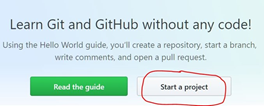 Learn Git and GitHub without any code!
Using the Hello World guide, you'll create a repository, start a branch,
write comments, and open a pull request.
Read the guide
Start a project